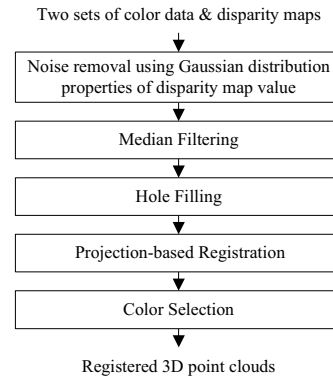 Two sets of color data & disparity maps
Noise removal using Gaussian distribution
properties of disparity map value
Median Filtering
Hole Filling
Projection-based Registration
Color Selection
Registered 3D point clouds